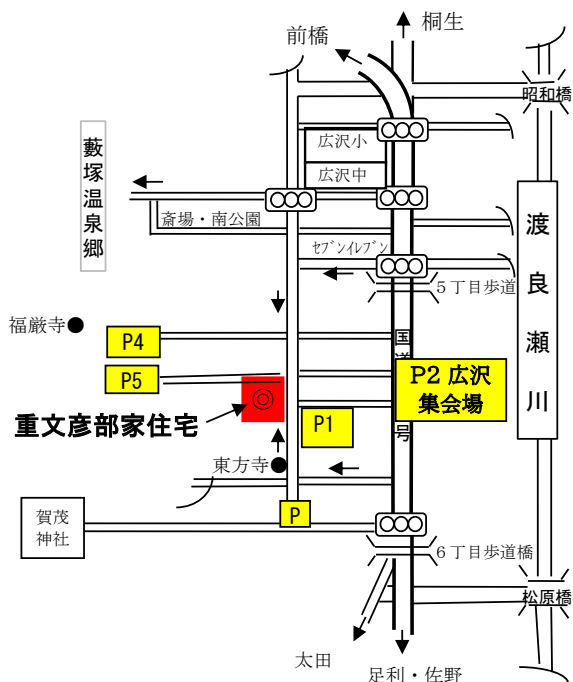 桐生
前橋
昭和橋
広沢小
広沢中
藪塚温泉郷
斎場・南公園
渡良瀬川
ｾﾌﾞﾝｲﾚﾌﾞﾝ
５丁目歩道
福厳寺●
P4
国道
号
P5
P2 広沢
集会場
重文彦部家住宅
P1
東方寺●
P
賀茂
神社
６丁目歩道橋
松原橋
太田
足利・佐野